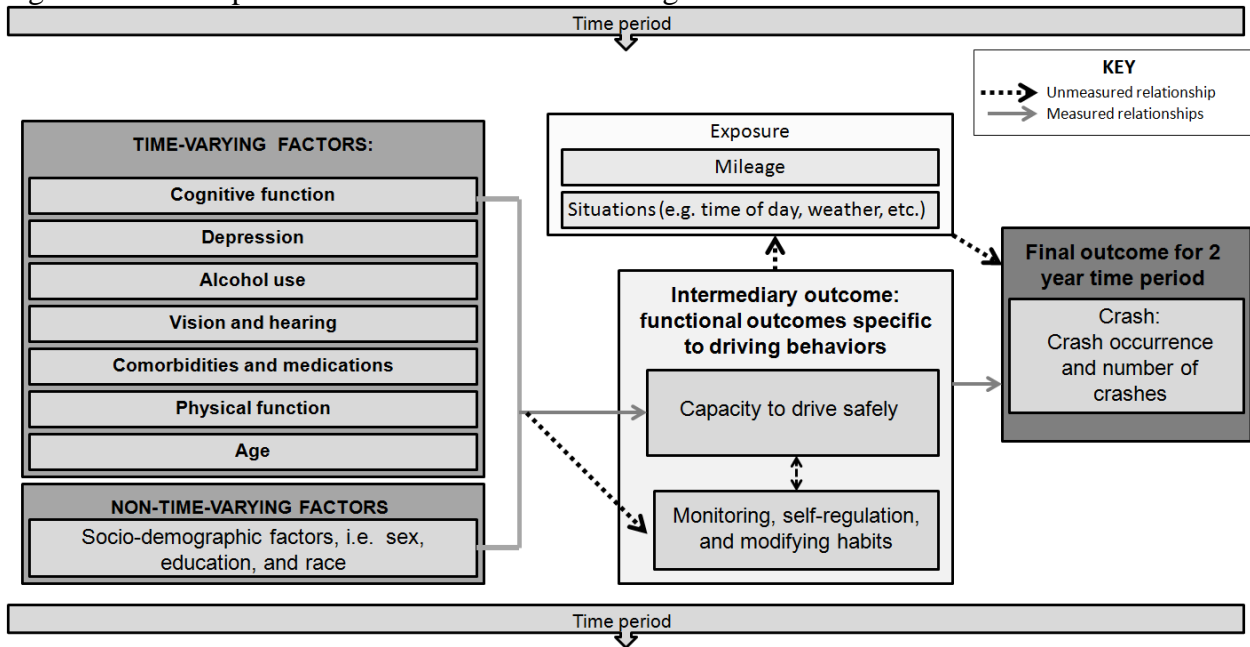 Time period
KEY
Unmeasured relationship
Measured relationships
TIME-VARYING FACTORS:
Cognitive function
Depression
Alcohol use
Vision and hearing
Comorbidities and medications
Physical function
Age
NON-TIME-VARYING FACTORS
Socio-demographic factors, i.e. sex,
education, and race
Exposure
Mileage
Situations (e.g. time of day, weather, etc.)
Intermediary outcome:
functional outcomes specific
to driving behaviors
Capacity to drive safely
Monitoring, self-regulation,
and modifying habits
Final outcome for 2
year time period
Crash:
Crash occurrence
and number of
crashes
Time period